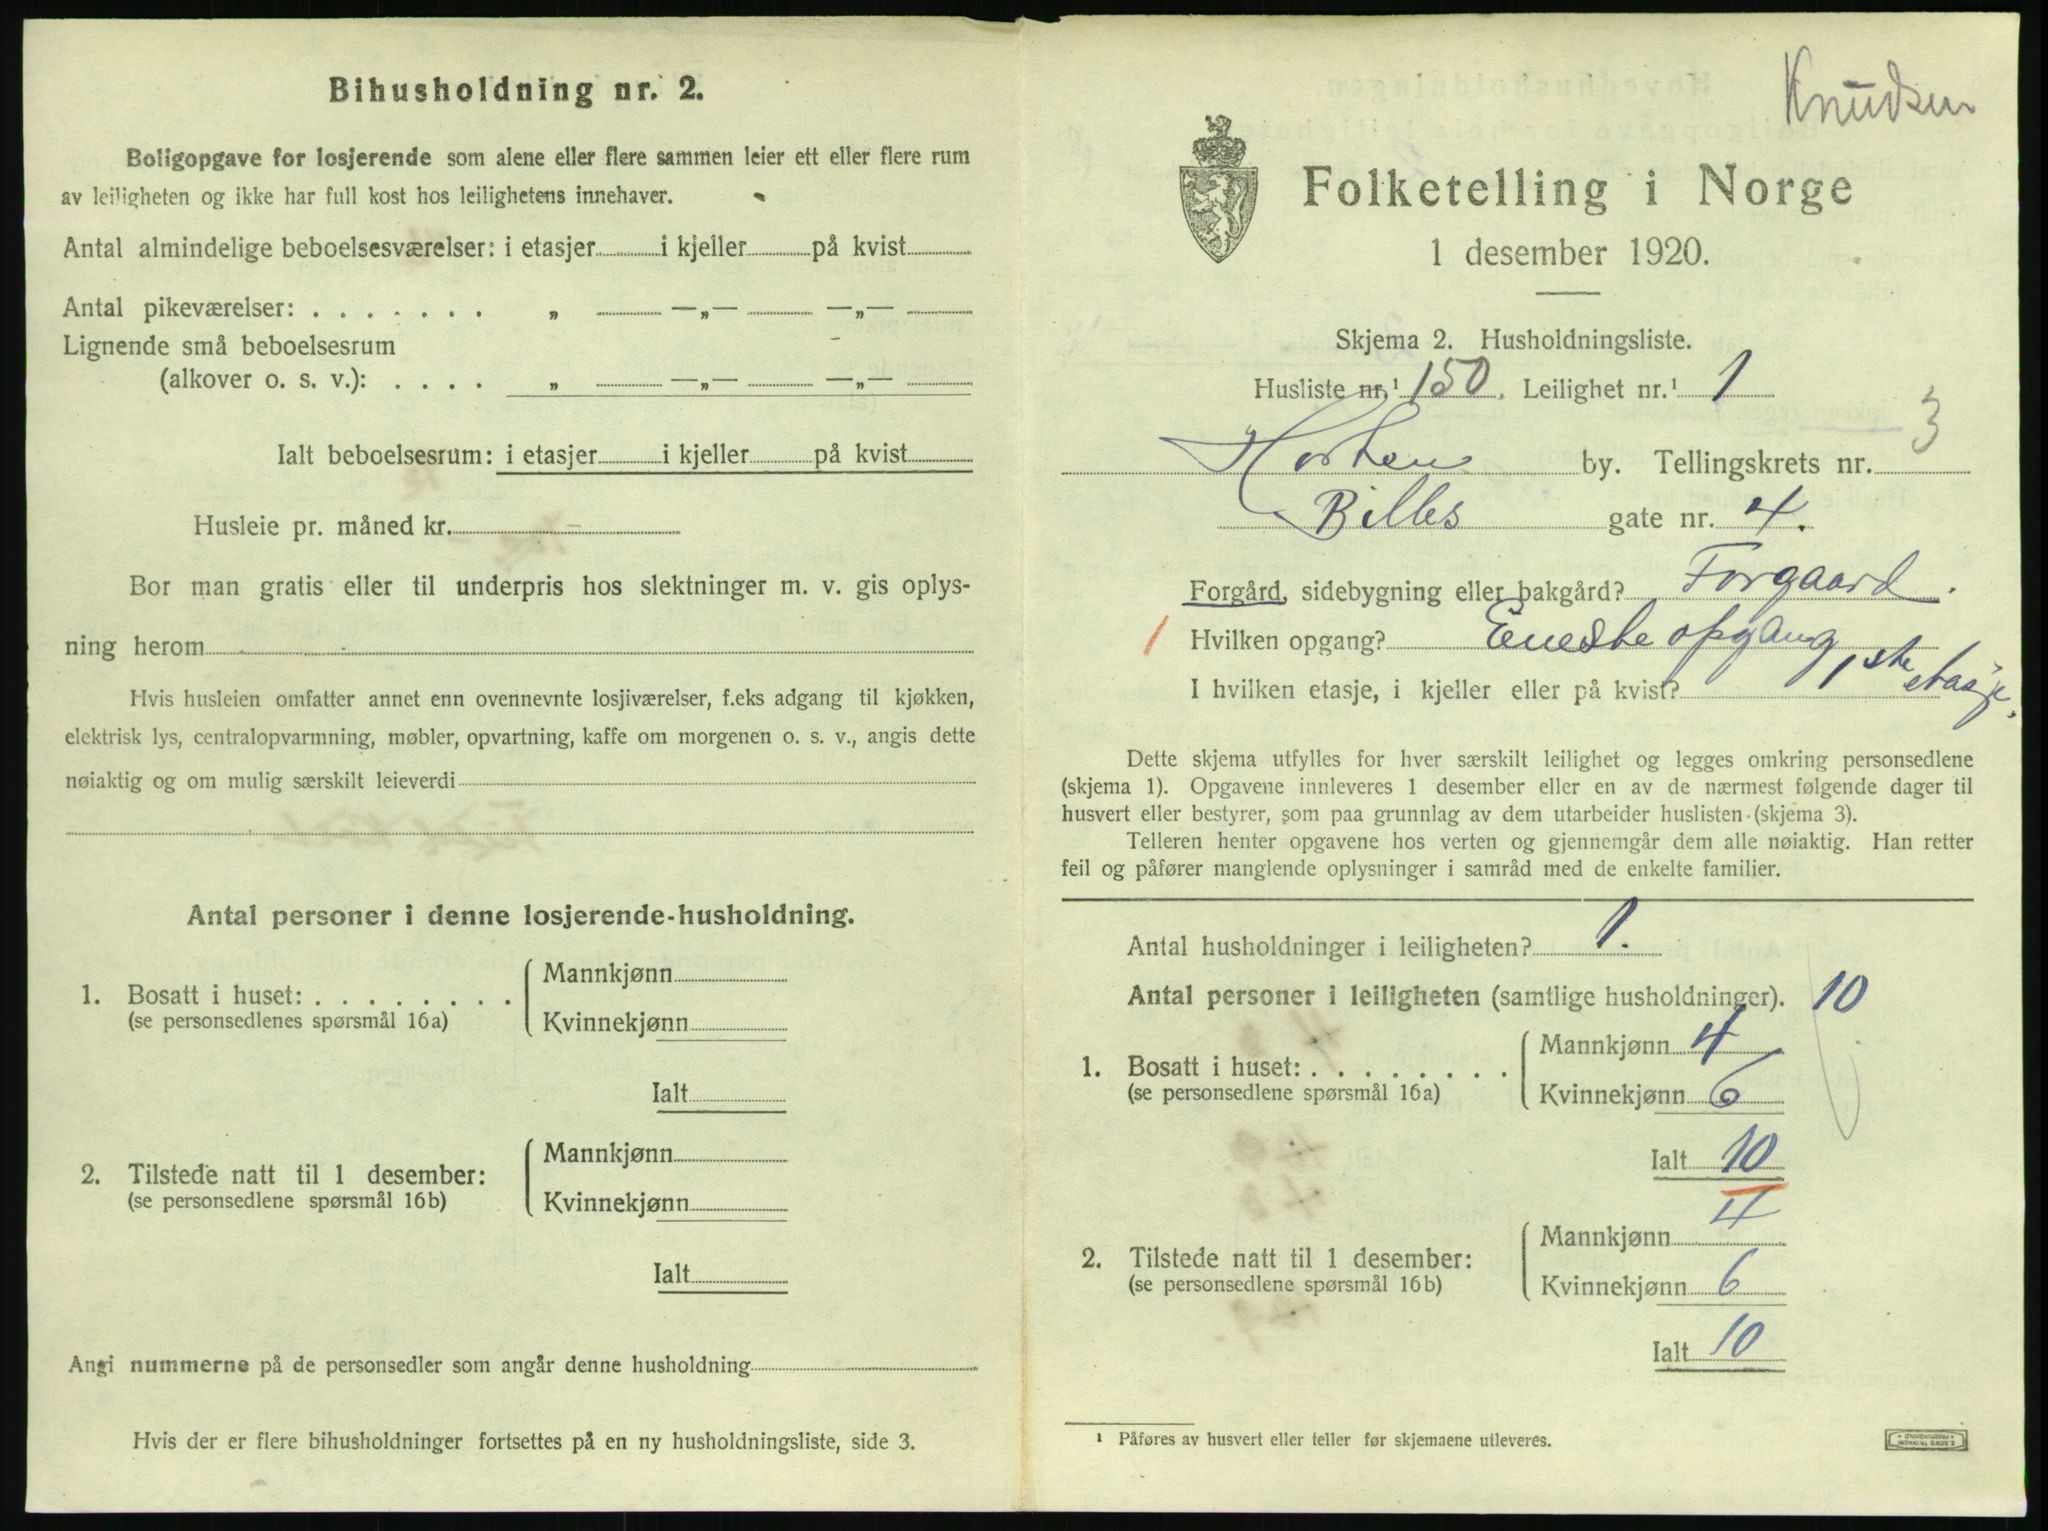 Bihusholdning nr. 2.
Boligopgave for losjerende som alene eller flere sammen leier ett eller flere rum
av leiligheten og ikke har full kost hos leilighetens innehaver.
Antal almindelige beboelsesværelser: i etasjer i kjeller på kvist
Antal pikeværelser: . . . . . . . „ —„— —„—
Lignende små beboelsesrum
(alkover o. s. v.): . . . . „ —„— —„—
Ialt beboelsesrum: i etasjer i kjeller på kvist
Husleie pr. måned kr.
Bor man gratis eller til underpris hos slektninger m. v. gis oplys-
ning herom
Hvis husleien omfatter annet enn ovennevnte losjiværelser, f.eks adgang til kjøkken,
elektrisk lys, centralopvarmning, møbler, opvartning, kaffe om morgenen o. s. v., angis dette
nøiaktig og om mulig særskilt leieverdi
Antal personer i denne losjerende-husholdning.
1. Bosatt i huset: . . . . . . . .
(se personsedlenes spørsmål 16a)
Mannkjønn
Kvinnekjønn
Ialt
2. Tilstede natt til 1 desember:
(se personsedlene spørsmål 16b)
Mannkjønn
Kvinnekjønn
Ialt
Angi nummerne på de personsedler som angår denne husholdning
Hvis der er flere bihusholdninger fortsettes på en ny husholdningsliste, side 3.
Knudsen
Folketelling i Norge
1 desember 1920.
Skjema 2. Husholdningsliste.
Husliste nr.¹ 150. Leilighet nr.¹ 1
Horten by. Tellingskrets nr. 3
Billes gate nr. 4.
Forgård, sidebygning eller bakgård? Forgaard.
1 Hvilken opgang? Eneste opgang
I hvilken etasje, i kjeller eller på kvist? 1ste etasje.
Dette skjema utfylles for hver særskilt leilighet og legges omkring personsedlene
(skjema 1). Opgavene innleveres 1 desember eller en av de nærmest følgende dager til
husvert eller bestyrer, som paa grunnlag av dem utarbeider huslisten (skjema 3).
Telleren henter opgavene hos verten og gjennemgår dem alle nøiaktig. Han retter
feil og påfører manglende oplysninger i samråd med de enkelte familier.
Antal husholdninger i leiligheten? 1.
Antal personer i leiligheten (samtlige husholdninger). 10
1. Bosatt i huset: . . . . . . . .
(se personsedlene spørsmål 16a)
Mannkjønn 4
Kvinnekjønn 6
Ialt 10
2. Tilstede natt til 1 desember:
(se personsedlene spørsmål 16b)
Mannkjønn 4
Kvinnekjønn 6
Ialt 10
¹ Påføres av husvert eller teller før skjemaene utleveres.